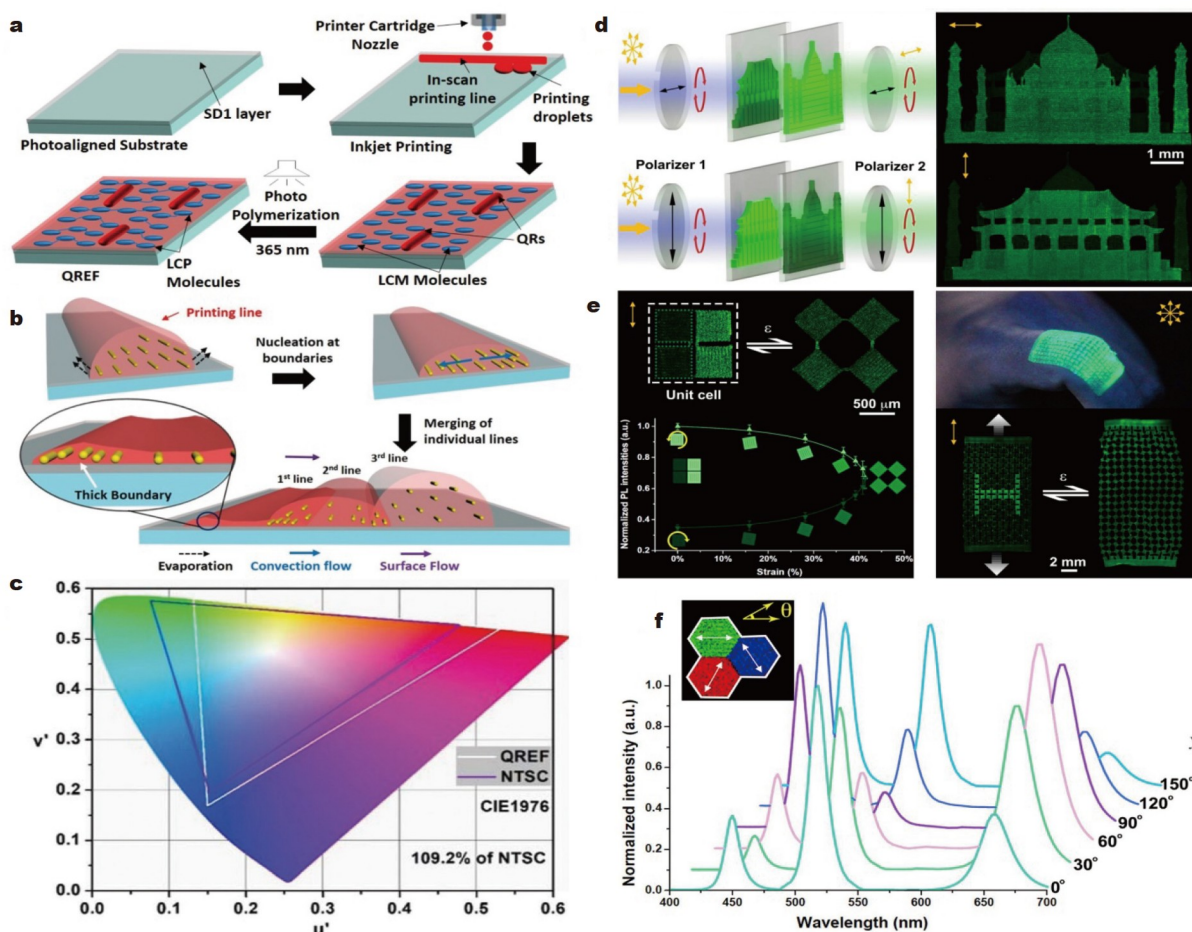 a
Printer Cartridge
Nozzle
In-scan
printing line
Printing
droplets
SD1 layer
Photoaligned Substrate
Inkjet Printing
Photo
Polymerization
365 nm
QRs
LCP
Molecules
QREF
LCM Molecules
b
Printing line
Nucleation at
boundaries
Merging of
individual lines
Thick Boundary
1st line
2nd line
3rd line
Evaporation
Convection flow
Surface Flow
c
v'
0.6
0.5
0.4
0.3
0.2
0.1
0.0
QREF
NTSC
CIE1976
109.2% of NTSC
0.0 0.1 0.2 0.3 0.4 0.5 0.6
u'
d
Polarizer 1
Polarizer 2
1 mm
e
Unit cell
ε
500 μm
Normalized PL intensities (a.u.)
1.0
0.8
0.6
0.4
0.2
0.0
0% 10% 20% 30% 40% 50%
Strain (%)
ε
2 mm
f
θ
Normalized intensity (a.u.)
1.0
0.8
0.6
0.4
0.2
0.0
150°
120°
90°
60°
30°
0°
400 450 500 550 600 650 700
Wavelength (nm)